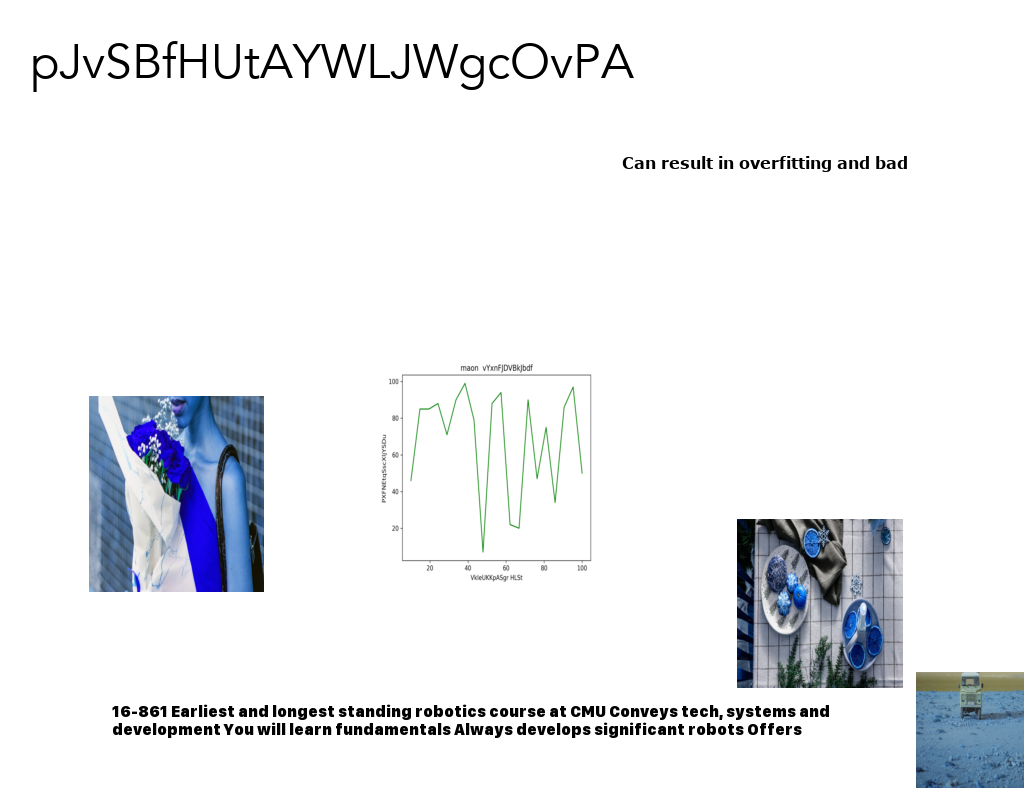 pJvSBfHUtAYWLJWgcOvPA
Can result in overfitting and bad
maon vYxnFJDVBkJbdf
100
80
60
40
20
20 40 60 80 100
VkleUKKpASgr HLSt
16-861 Earliest and longest standing robotics course at CMU Conveys tech, systems and
development You will learn fundamentals Always develops significant robots Offers